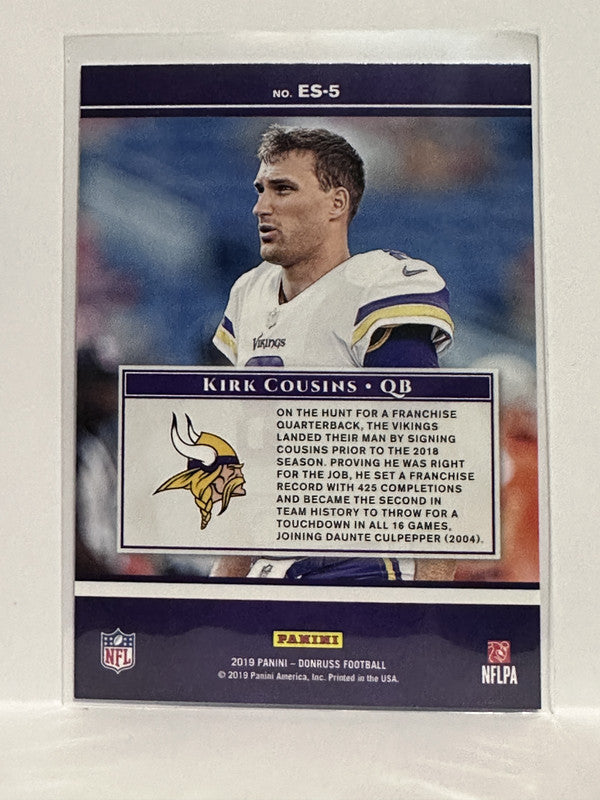 NO. ES-5
VIKINGS
KIRK COUSINS • QB
ON THE HUNT FOR A FRANCHISE
QUARTERBACK, THE VIKINGS
LANDED THEIR MAN BY SIGNING
COUSINS PRIOR TO THE 2018
SEASON. PROVING HE WAS RIGHT
FOR THE JOB, HE SET A FRANCHISE
RECORD WITH 425 COMPLETIONS
AND BECAME THE SECOND IN
TEAM HISTORY TO THROW FOR A
TOUCHDOWN IN ALL 16 GAMES,
JOINING DAUNTE CULPEPPER (2004).
PANINI
NFL
2019 PANINI – DONRUSS FOOTBALL
© 2019 Panini America, Inc. Printed in the USA.
NFLPA